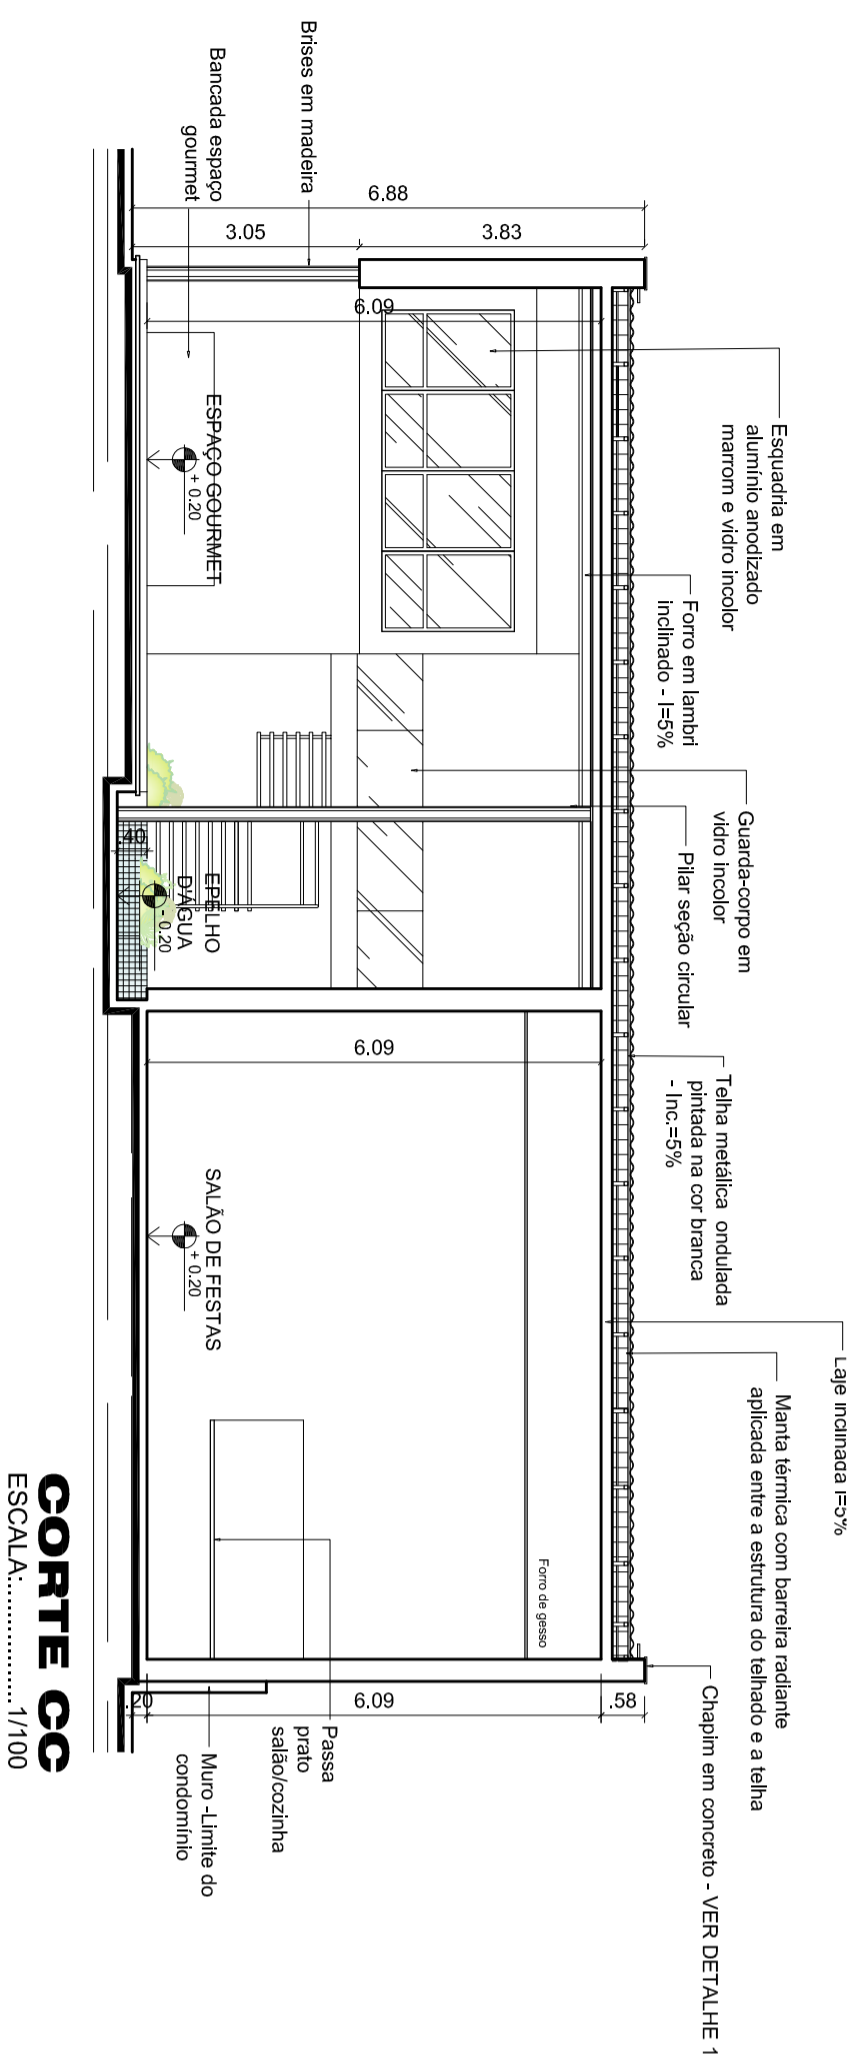 Laje inclinada I=5%
Manta térmica com barreira radiante
aplicada entre a estrutura do telhado e a telha
Esquadria em
alumínio anodizado
marrom e vidro incolor
Guarda-corpo em
vidro incolor
Telha metálica ondulada
pintada na cor branca
- Inc.=5%
Chapim em concreto - VER DETALHE 1
Forro em lambri
inclinado - I=5%
Pilar seção circular
Brises em madeira
Bancada espaço
gourmet
6.88
3.05
3.83
6.09
ESPAÇO GOURMET
+ 0.20
.40
EPELHO
D'ÁGUA
- 0.20
6.09
SALÃO DE FESTAS
+ 0.20
Forro de gesso
.20
6.09
.58
Passa
prato
salão/cozinha
Muro -Limite do
condomínio
CORTE CC
ESCALA:................ 1/100